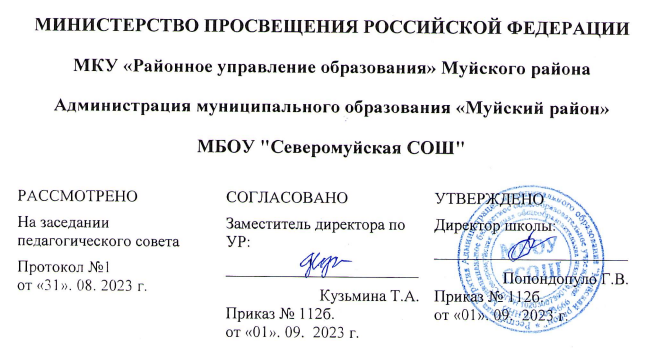 МИНИСТЕРСТВО ПРОСВЕЩЕНИЯ РОССИЙСКОЙ ФЕДЕРАЦИИ
МКУ «Районное управление образования» Муйского района
Администрация муниципального образования «Муйский район»
МБОУ "Северомуйская СОШ"
РАССМОТРЕНО
На заседании
педагогического совета
Протокол №1
от «31». 08. 2023 г.
СОГЛАСОВАНО
Заместитель директора по
УР:
Кузьмина Т.А.
Приказ № 112б.
от «01». 09. 2023 г.
УТВЕРЖДЕНО
Директор школы:
Попондопуло Г.В.
Приказ № 112б.
от «01». 09. 2023 г.
МБОУ
ССОШ